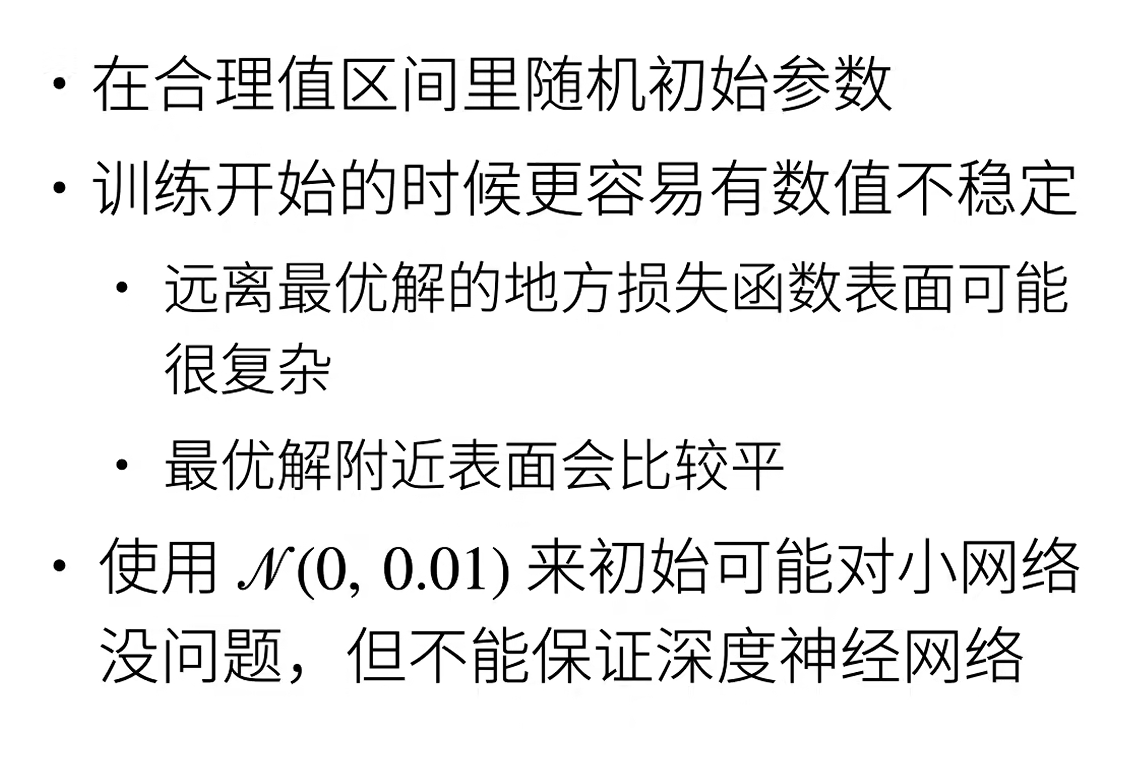 • 在合理值区间里随机初始参数
• 训练开始的时候更容易有数值不稳定
• 远离最优解的地方损失函数表面可能
很复杂
• 最优解附近表面会比较平
• 使用 𝒩(0, 0.01) 来初始可能对小网络
没问题，但不能保证深度神经网络